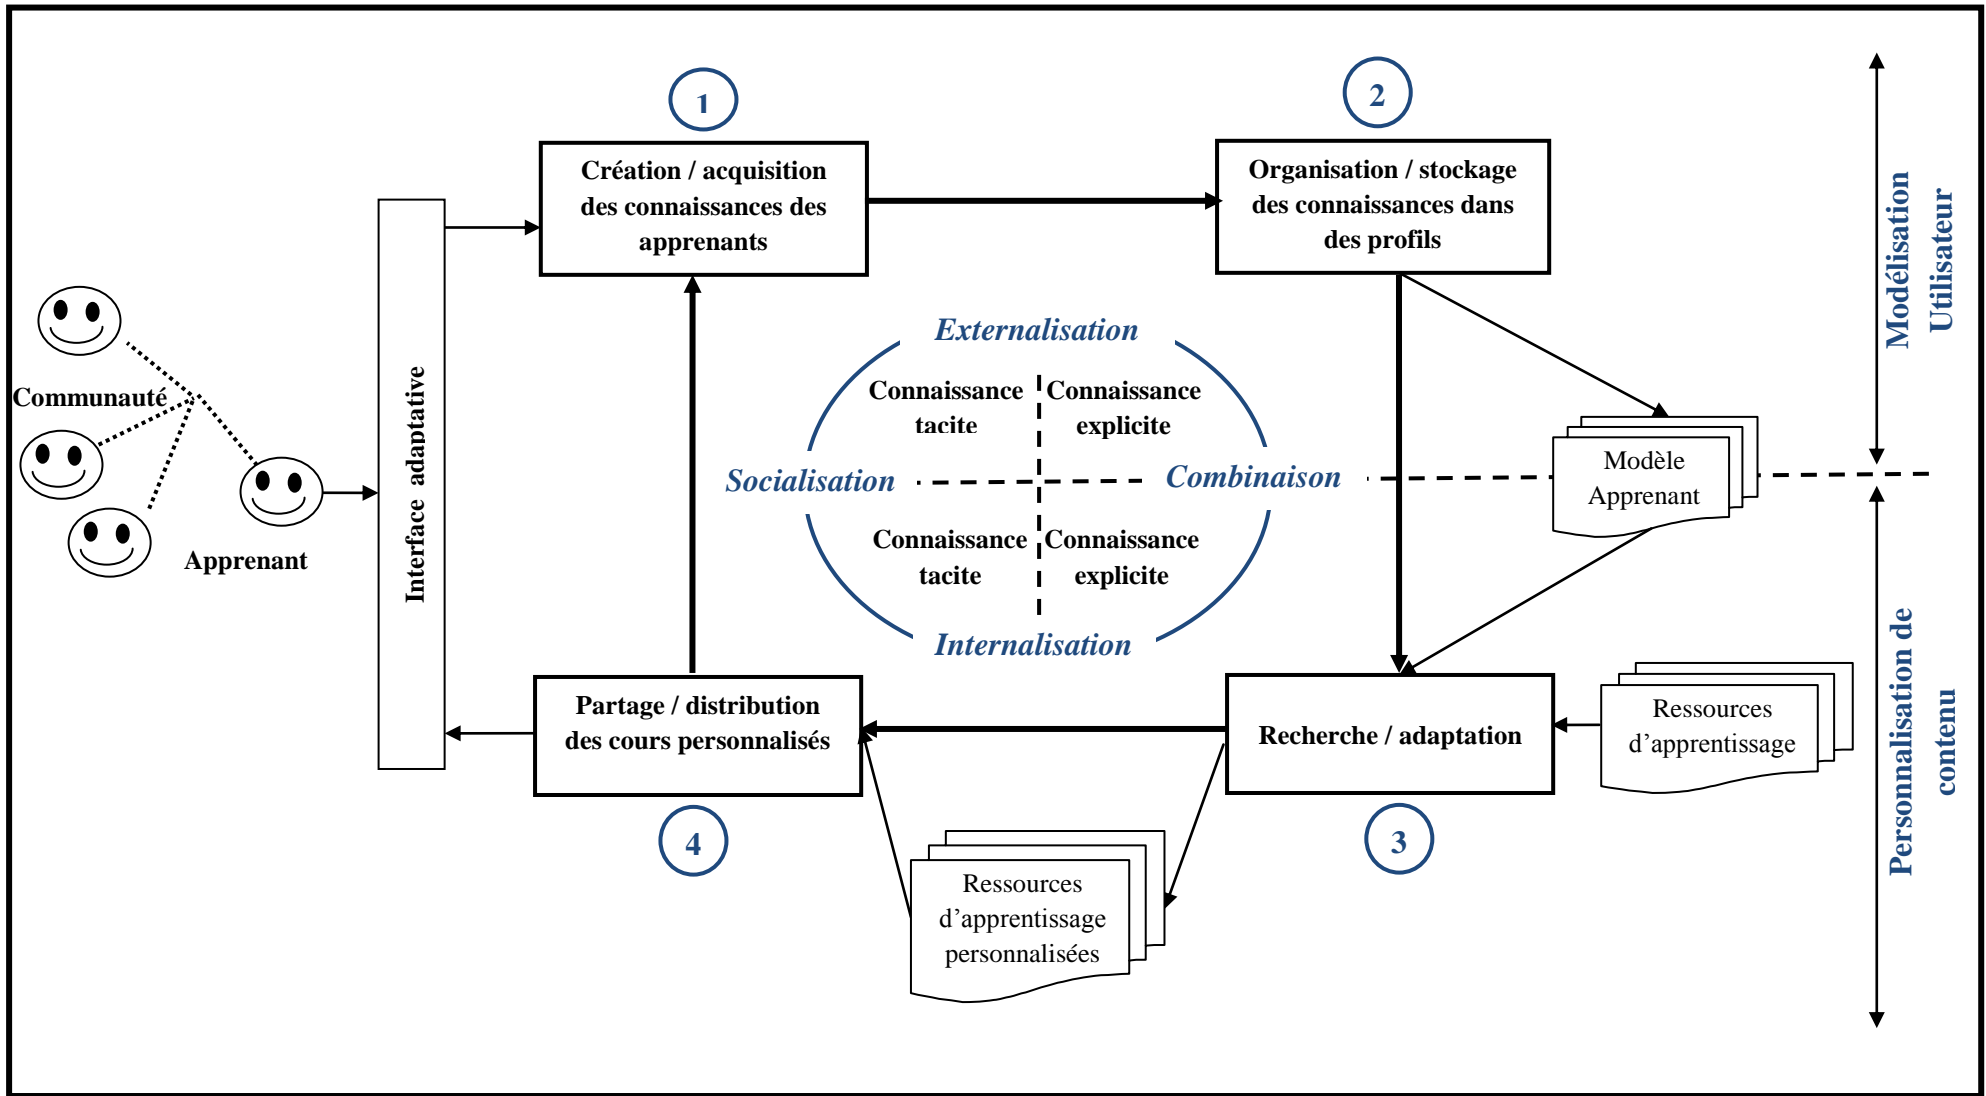 1
2
Création / acquisition
des connaissances des
apprenants
Organisation / stockage
des connaissances dans
des profils
Modélisation
Utilisateur
Communauté
Apprenant
Interface adaptative
Externalisation
Connaissance
tacite
Connaissance
explicite
Socialisation
Combinaison
Connaissance
tacite
Connaissance
explicite
Internalisation
Modèle
Apprenant
Partage / distribution
des cours personnalisés
Recherche / adaptation
Ressources
d’apprentissage
Personnalisation de
contenu
4
3
Ressources
d’apprentissage
personnalisées